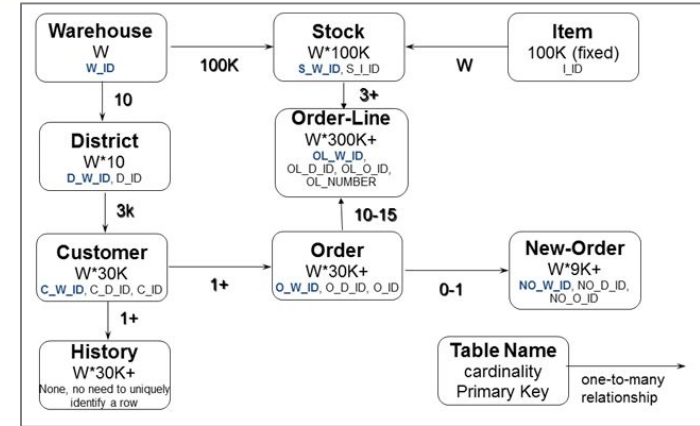 Warehouse
W
W_ID
100K
Stock
W*100K
S_W_ID, S_I_ID
W
Item
100K (fixed)
I_ID
10
3+
District
W*10
D_W_ID, D_ID
Order-Line
W*300K+
OL_W_ID,
OL_D_ID, OL_O_ID,
OL_NUMBER
3k
10-15
Customer
W*30K
C_W_ID, C_D_ID, C_ID
1+
Order
W*30K+
O_W_ID, O_D_ID, O_ID
0-1
New-Order
W*9K+
NO_W_ID, NO_D_ID,
NO_O_ID
1+
History
W*30K+
None, no need to uniquely
identify a row
Table Name
cardinality
Primary Key
one-to-many
relationship